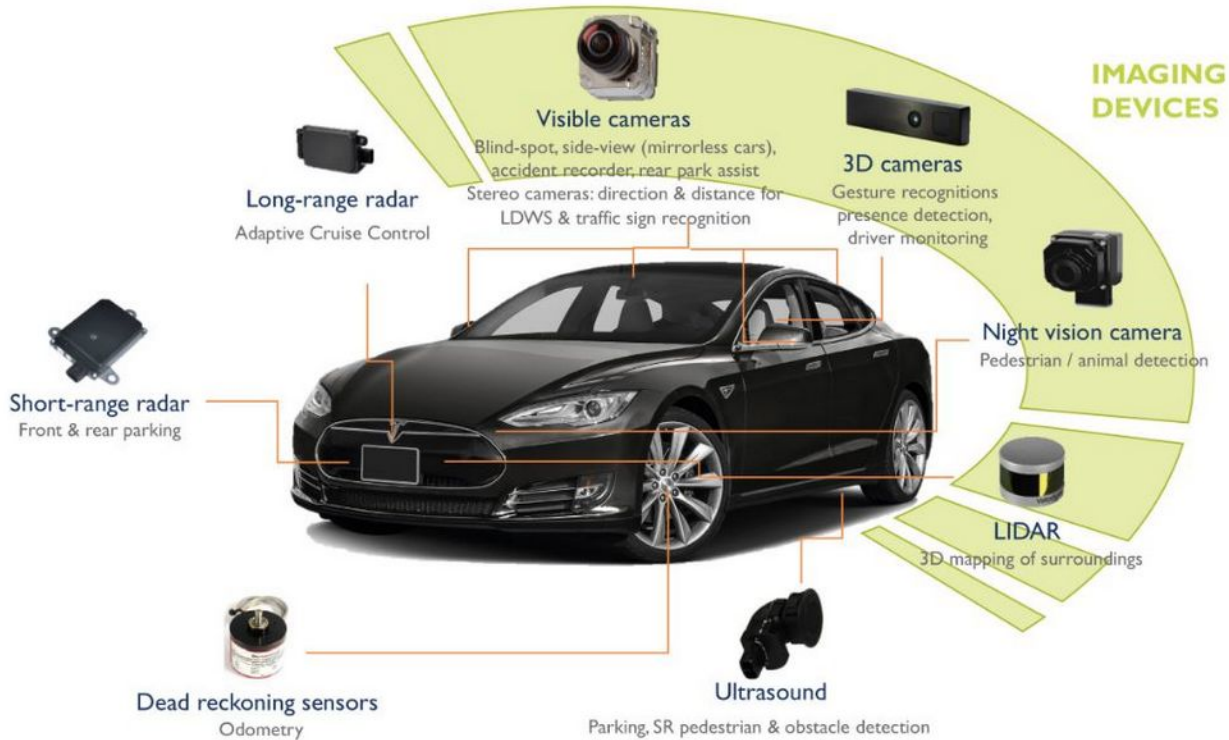 IMAGING
DEVICES
Visible cameras
Blind-spot, side-view (mirrorless cars),
accident recorder, rear park assist
Stereo cameras: direction & distance for
LDWS & traffic sign recognition
3D cameras
Gesture recognitions
presence detection,
driver monitoring
Long-range radar
Adaptive Cruise Control
Night vision camera
Pedestrian / animal detection
Short-range radar
Front & rear parking
LIDAR
3D mapping of surroundings
Dead reckoning sensors
Odometry
Ultrasound
Parking, SR pedestrian & obstacle detection